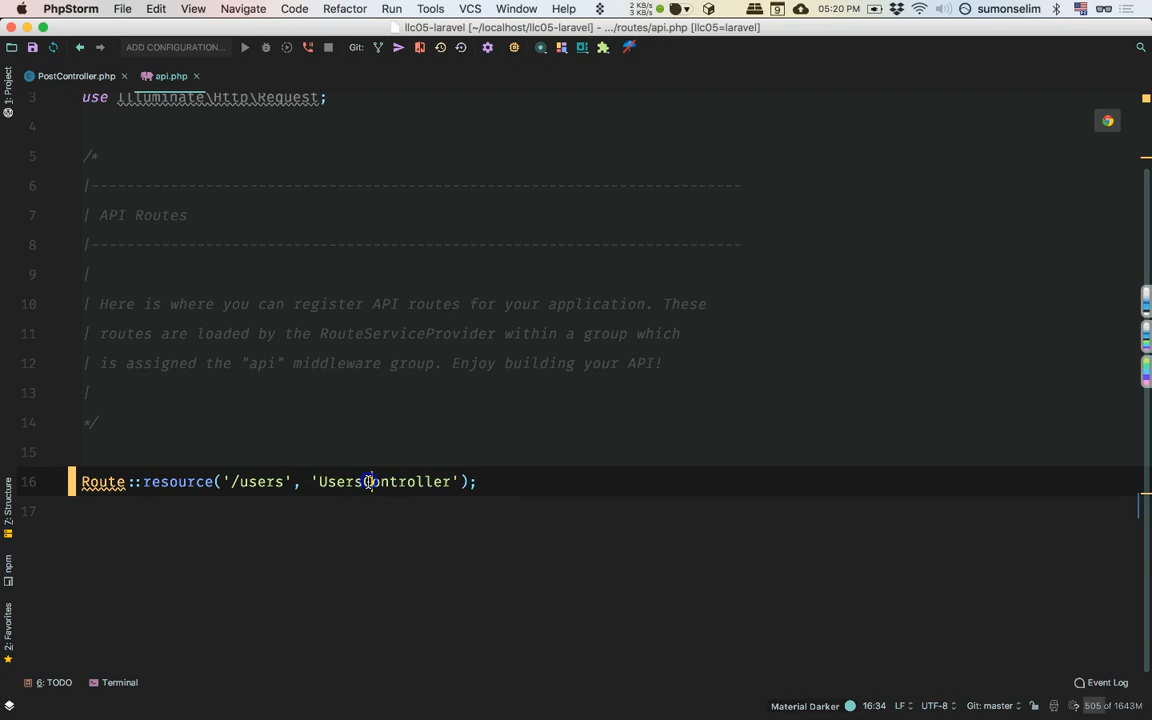 PhpStorm File Edit View Navigate Code Refactor Run Tools VCS Window Help 2 KB/s 3 KB/s 9 05:20 PM sumonselim
llc05-laravel [~/localhost/llc05-laravel] - .../routes/api.php [llc05=laravel]
ADD CONFIGURATION... Git:
PostController.php api.php
1: Project
3 use Illuminate\Http\Request;
4
5 /*
6 |--------------------------------------------------------------------------
7 | API Routes
8 |--------------------------------------------------------------------------
9 |
10 | Here is where you can register API routes for your application. These
11 | routes are loaded by the RouteServiceProvider within a group which
12 | is assigned the "api" middleware group. Enjoy building your API!
13 |
14 */
15
16 Route::resource('/users', 'UsersController');
17
7: Structure
npm
2: Favorites
6: TODO Terminal Event Log
Material Darker 16:34 LF UTF-8 Git: master 505 of 1643M